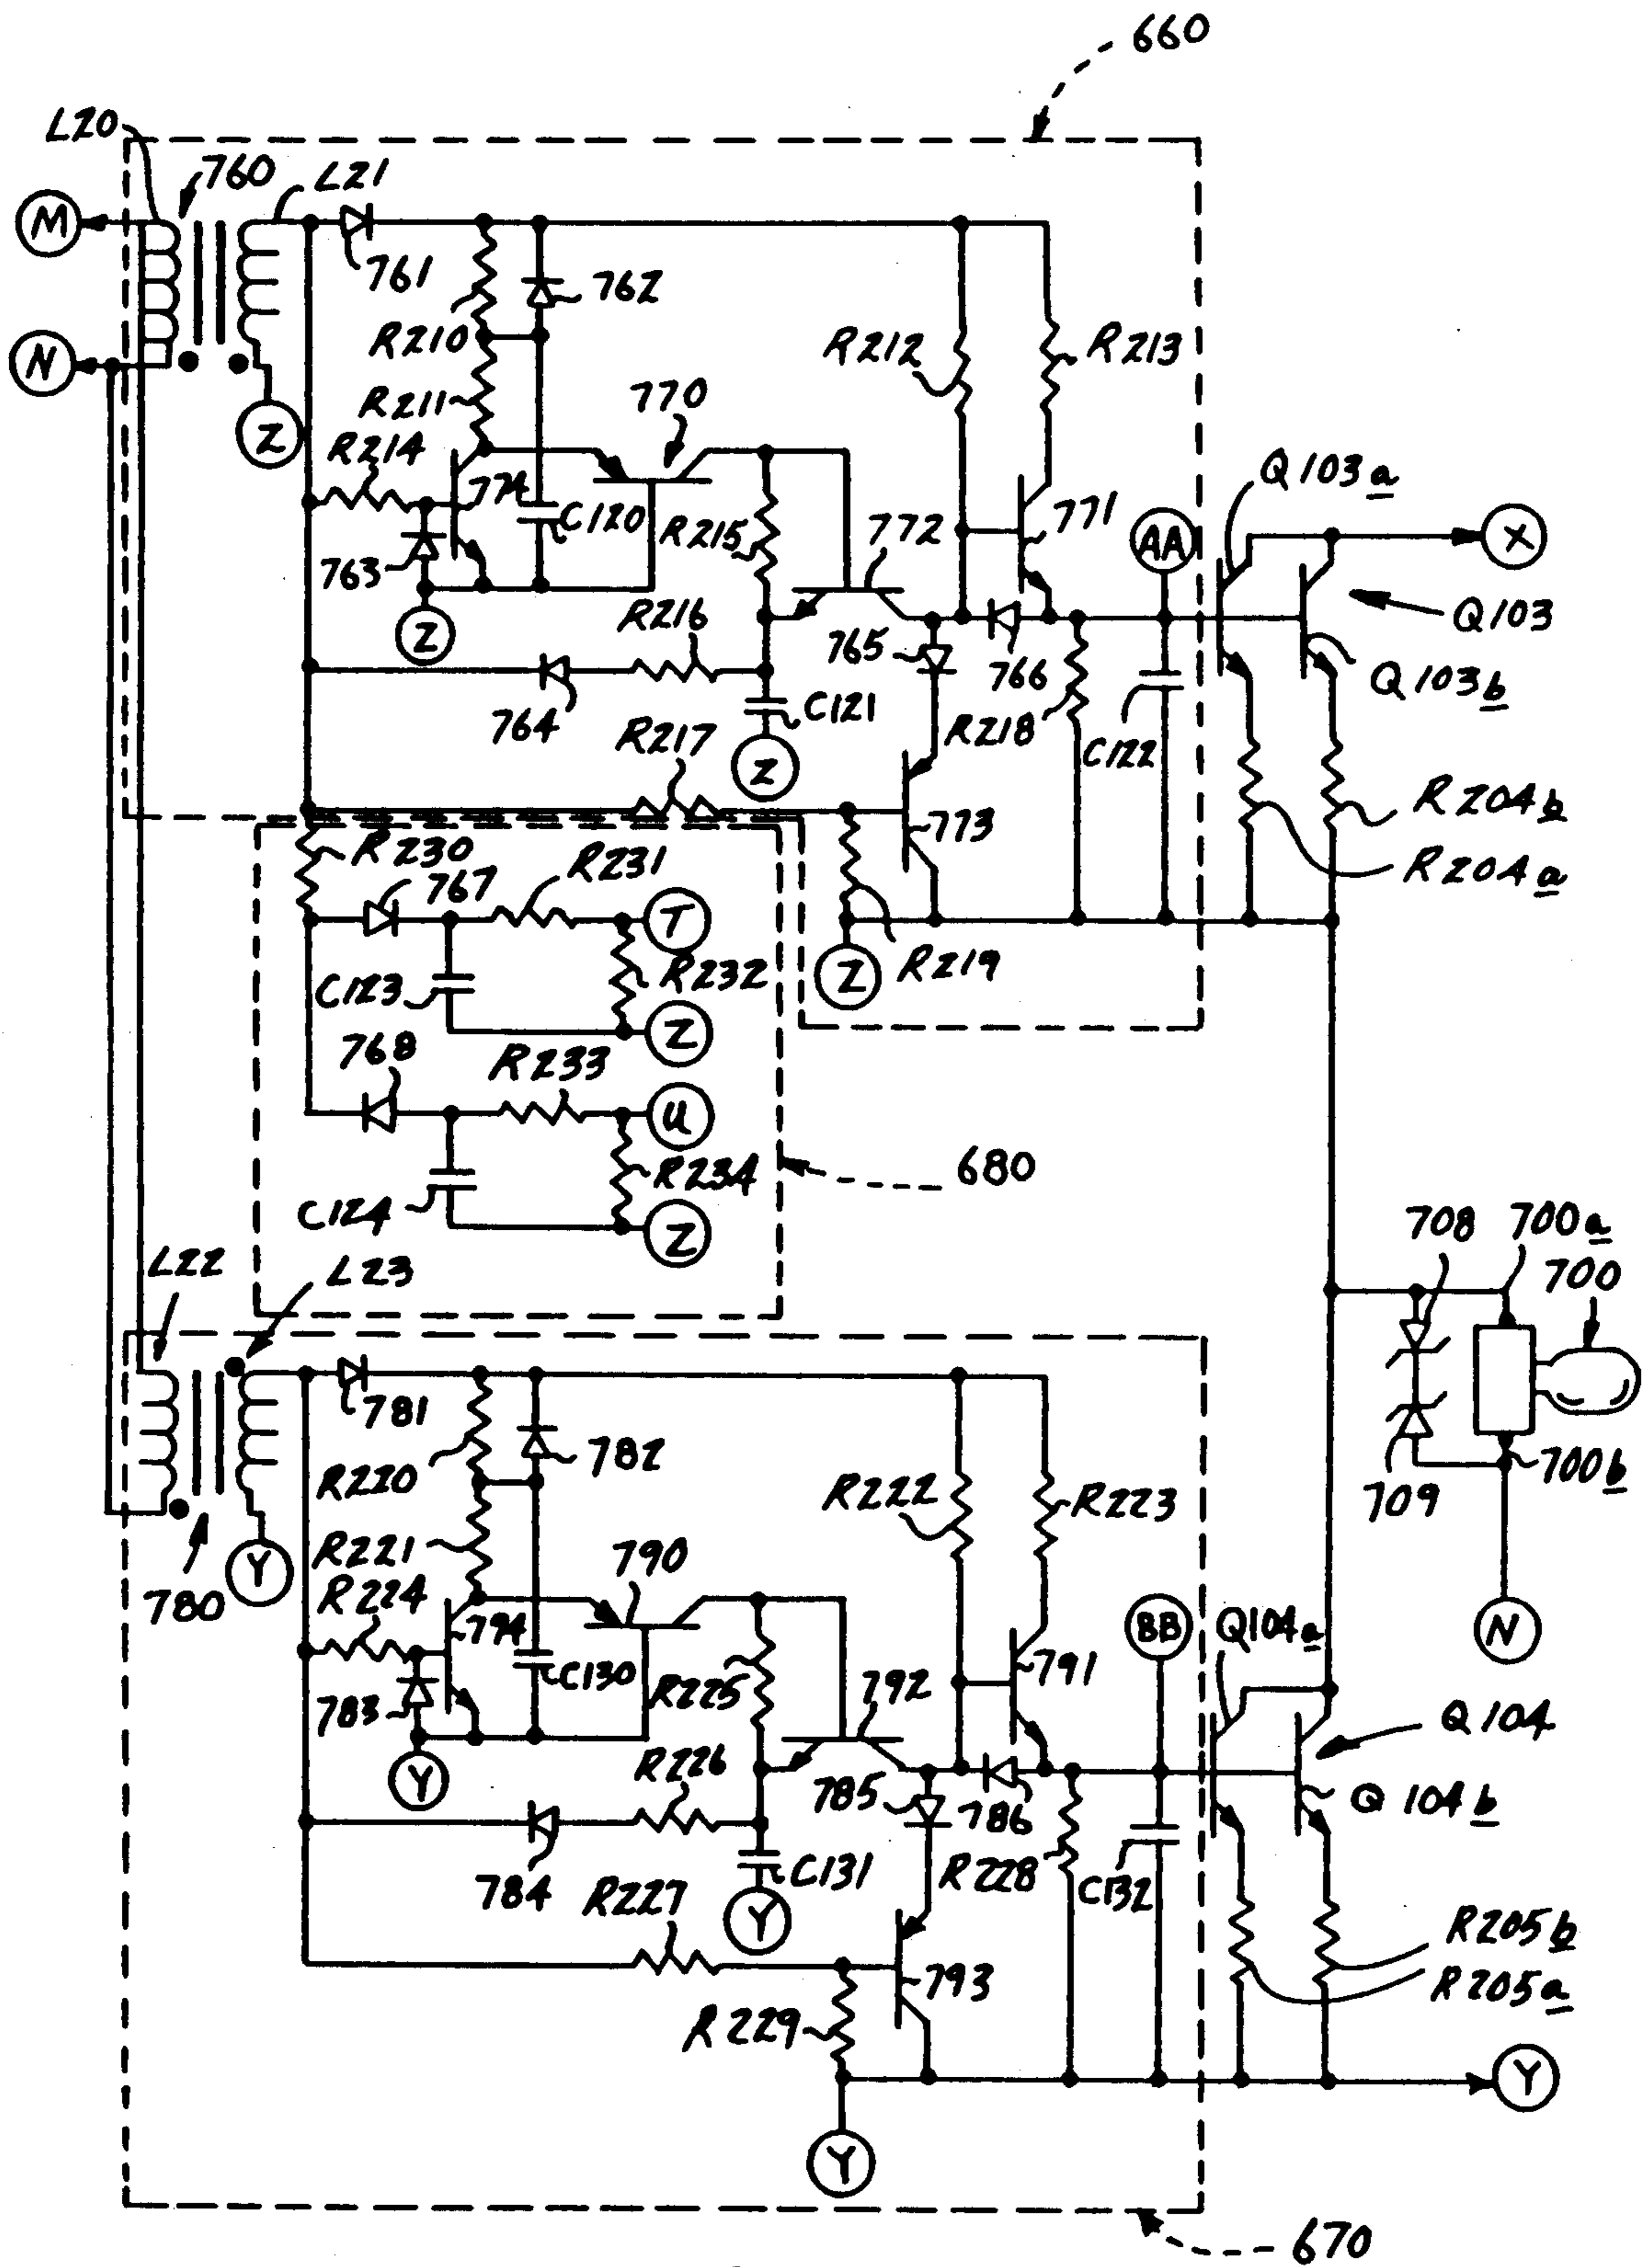 660
L20
760
L21
M
761
762
N
R210
R212
R213
R211
770
Z
R214
774
C120
R215
772
771
AA
Q103a
X
763
Z
R216
765
766
Q103
Q103b
764
C121
R218
C122
R217
Z
773
R204b
R204a
R230
767
R231
T
R232
C123
Z
R219
Z
768
R233
U
R234
680
C124
Z
L22
L23
708
700a
700
781
782
R220
R222
R223
709
700b
R221
790
R224
780
Y
794
C130
R225
792
791
BB
Q104a
N
783
Y
R226
785
786
Q104
Q104b
784
C131
R228
C132
R227
Y
793
R205b
R205a
R229
Y
Y
670